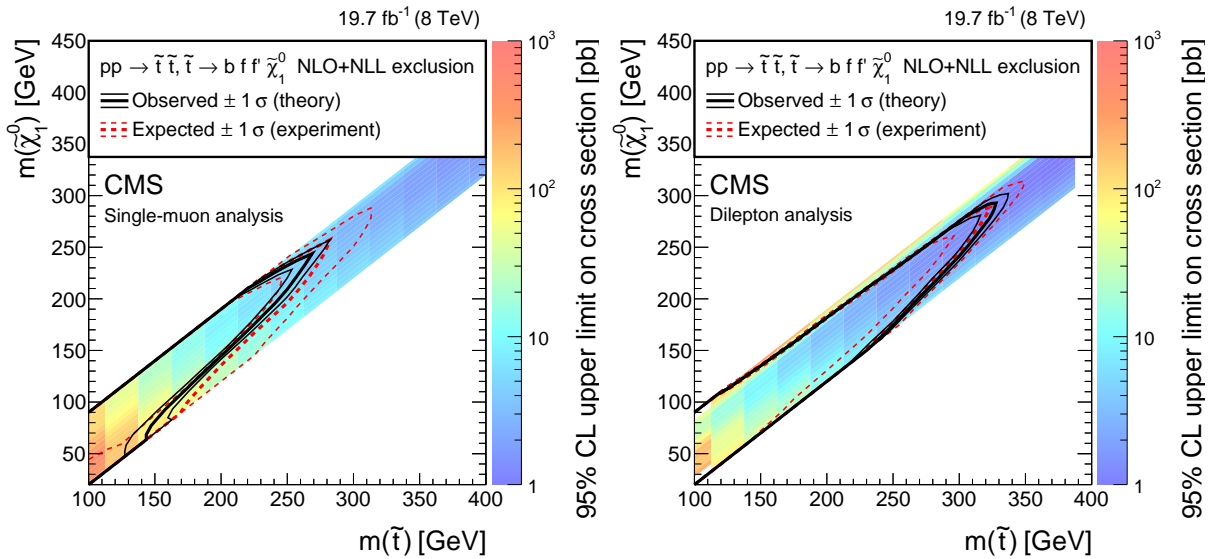 19.7 fb⁻¹ (8 TeV)
m(χ̃₁⁰) [GeV]
450
400
350
300
250
200
150
100
50
pp → t̃ t̃, t̃ → b f f' χ̃₁⁰ NLO+NLL exclusion
Observed ± 1 σ (theory)
Expected ± 1 σ (experiment)
CMS
Single-muon analysis
100 150 200 250 300 350 400
m(t̃) [GeV]
10³
10²
10
1
95% CL upper limit on cross section [pb]
19.7 fb⁻¹ (8 TeV)
m(χ̃₁⁰) [GeV]
450
400
350
300
250
200
150
100
50
pp → t̃ t̃, t̃ → b f f' χ̃₁⁰ NLO+NLL exclusion
Observed ± 1 σ (theory)
Expected ± 1 σ (experiment)
CMS
Dilepton analysis
100 150 200 250 300 350 400
m(t̃) [GeV]
10³
10²
10
1
95% CL upper limit on cross section [pb]